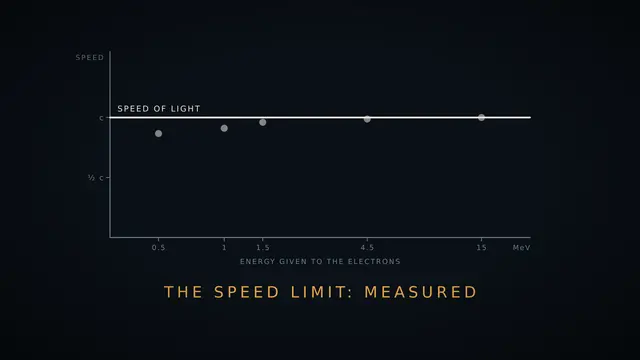 SPEED
SPEED OF LIGHT
c
½ c
0.5 1 1.5 4.5 15 MeV
ENERGY GIVEN TO THE ELECTRONS
THE SPEED LIMIT: MEASURED